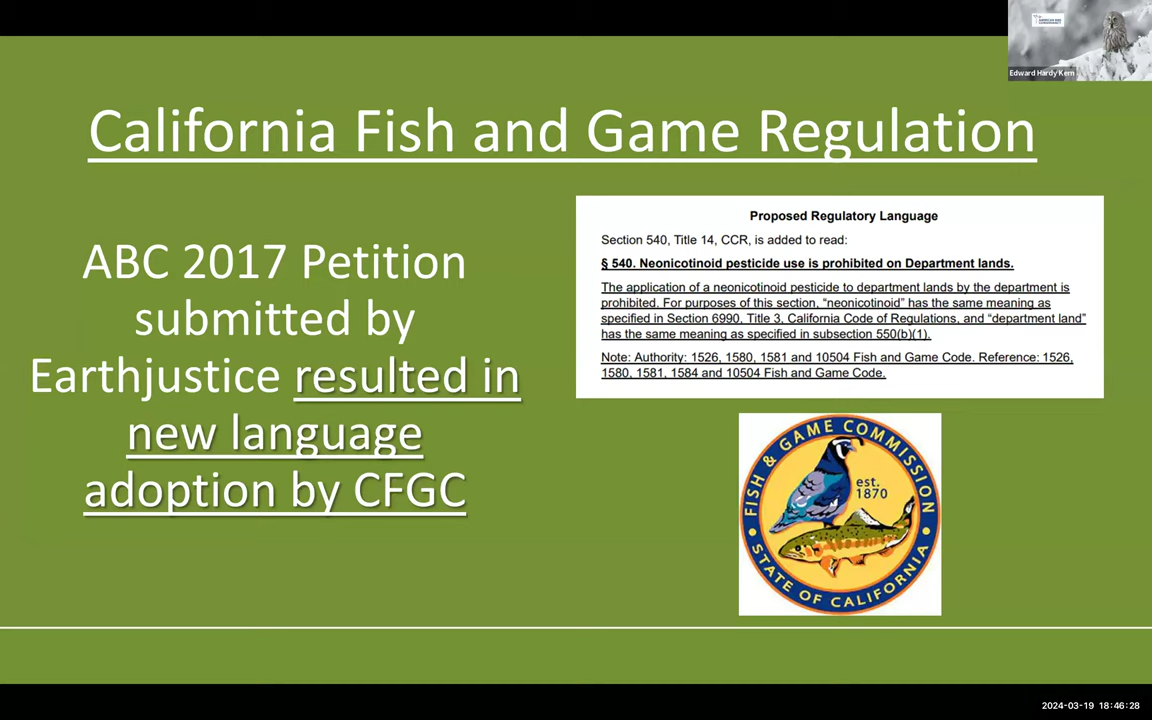 AMERICAN BIRD
CONSERVANCY
Edward Hardy Kern
California Fish and Game Regulation
ABC 2017 Petition
submitted by
Earthjustice resulted in
new language
adoption by CFGC
Proposed Regulatory Language
Section 540, Title 14, CCR, is added to read:
§ 540. Neonicotinoid pesticide use is prohibited on Department lands.
The application of a neonicotinoid pesticide to department lands by the department is
prohibited. For purposes of this section, “neonicotinoid” has the same meaning as
specified in Section 6990, Title 3, California Code of Regulations, and “department land”
has the same meaning as specified in subsection 550(b)(1).
Note: Authority: 1526, 1580, 1581 and 10504 Fish and Game Code. Reference: 1526,
1580, 1581, 1584 and 10504 Fish and Game Code.
FISH & GAME COMMISSION
est.
1870
STATE OF CALIFORNIA
2024-03-19 18:46:28